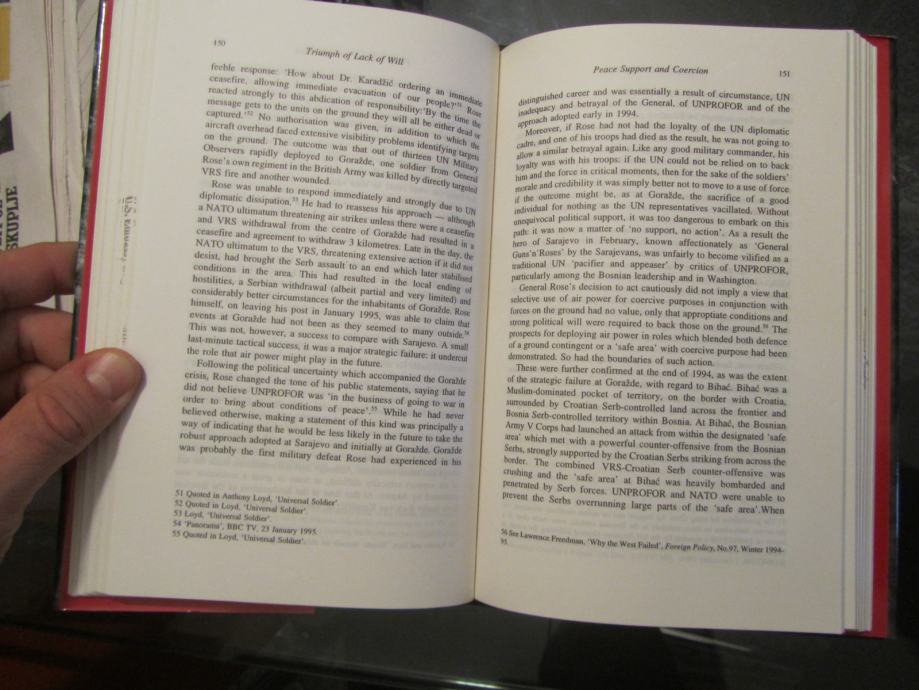 150
Triumph of Lack of Will
feeble response: 'How about Dr. Karadžić ordering an immediate
ceasefire, allowing immediate evacuation of our people?'⁵¹ Rose
reacted strongly to this abdication of responsibility:'By the time the
message gets to the units on the ground they will all be either dead or
captured.'⁵² No authorisation was given, in addition to which the
aircraft overhead faced extensive visibility problems identifying targets
on the ground. The outcome was that out of thirteen UN Military
Observers rapidly deployed to Goražde, one soldier from General
Rose's own regiment in the British Army was killed by directly targeted
VRS fire and another wounded.
Rose was unable to respond immediately and strongly due to UN
diplomatic dissipation.⁵³ He had to reassess his approach — although
a NATO ultimatum threatening air strikes unless there were a ceasefire
and VRS withdrawal from the centre of Goražde had resulted in a
ceasefire and agreement to withdraw 3 kilometres. Late in the day, the
NATO ultimatum to the VRS, threatening extensive action if it did not
desist, had brought the Serb assault to an end which later stabilised
conditions in the area. This had resulted in the local ending of
hostilities, a Serbian withdrawal (albeit partial and very limited) and
considerably better circumstances for the inhabitants of Goražde. Rose
himself, on leaving his post in January 1995, was able to claim that
events at Goražde had not been as they seemed to many outside.⁵⁴
This was not, however, a success to compare with Sarajevo. A small
last-minute tactical success, it was a major strategic failure: it undercut
the role that air power might play in the future.
Following the political uncertainty which accompanied the Goražde
crisis, Rose changed the tone of his public statements, saying that he
did not believe UNPROFOR was 'in the business of going to war in
order to bring about conditions of peace'.⁵⁵ While he had never
believed otherwise, making a statement of this kind was principally a
way of indicating that he would be less likely in the future to take the
robust approach adopted at Sarajevo and initially at Goražde. Goražde
was probably the first military defeat Rose had experienced in his
51 Quoted in Anthony Loyd, 'Universal Soldier'
52 Quoted in Loyd, 'Universal Soldier'.
53 Loyd, 'Universal Soldier'.
54 'Panorama', BBC TV, 23 January 1995.
55 Quoted in Loyd, 'Universal Soldier'.
Peace Support and Coercion
151
distinguished career and was essentially a result of circumstance, UN
inadequacy and betrayal of the General, of UNPROFOR and of the
approach adopted early in 1994.
Moreover, if Rose had not had the loyalty of the UN diplomatic
cadre, and one of his troops had died as the result, he was not going to
allow a similar betrayal again. Like any good military commander, his
loyalty was with his troops: if the UN could not be relied on to back
him and the force in critical moments, then for the sake of the soldiers'
morale and credibility it was simply better not to move to a use of force
if the outcome might be, as at Goražde, the sacrifice of a good
individual for nothing as the UN representatives vacillated. Without
unequivocal political support, it was too dangerous to embark on this
path: it was now a matter of 'no support, no action'. As a result the
hero of Sarajevo in February, known affectionately as 'General
Guns'n'Roses' by the Sarajevans, was unfairly to become vilified as a
traditional UN 'pacifier and appeaser' by critics of UNPROFOR,
particularly among the Bosnian leadership and in Washington.
General Rose's decision to act cautiously did not imply a view that
selective use of air power for coercive purposes in conjunction with
forces on the ground had no value, only that appropriate conditions and
strong political will were required to back those on the ground.⁵⁶ The
prospects for deploying air power in roles which blended both defence
of a ground contingent or a 'safe area' with coercive purpose had been
demonstrated. So had the boundaries of such action.
These were further confirmed at the end of 1994, as was the extent
of the strategic failure at Goražde, with regard to Bihać. Bihać was a
Muslim-dominated pocket of territory, on the border with Croatia,
surrounded by Croatian Serb-controlled land across the frontier and
Bosnia Serb-controlled territory within Bosnia. At Bihać, the Bosnian
Army V Corps had launched an attack from within the designated 'safe
area' which met with a powerful counter-offensive from the Bosnian
Serbs, strongly supported by the Croatian Serbs striking from across the
border. The combined VRS-Croatian Serb counter-offensive was
crushing and the 'safe area' at Bihać was heavily bombarded and
penetrated by Serb forces. UNPROFOR and NATO were unable to
prevent the Serbs overrunning large parts of the 'safe area'.When
56 See Lawrence Freedman, 'Why the West Failed', Foreign Policy, No.97, Winter 1994-
95.
SKUPLJE